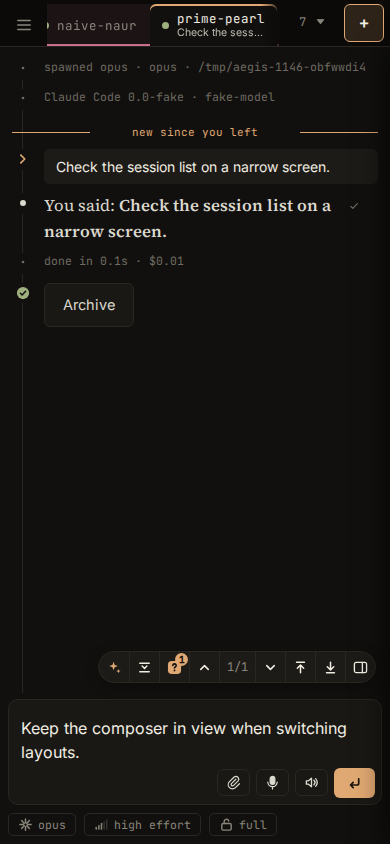 naive-naur
prime-pearl
Check the sess…
7
+
spawned opus · opus · /tmp/aegis-1146-obfwwdi4
Claude Code 0.0-fake · fake-model
new since you left
Check the session list on a narrow screen.
You said: Check the session list on a
narrow screen.
done in 0.1s · $0.01
Archive
?
1
1/1
Keep the composer in view when switching
layouts.
opus
high effort
full